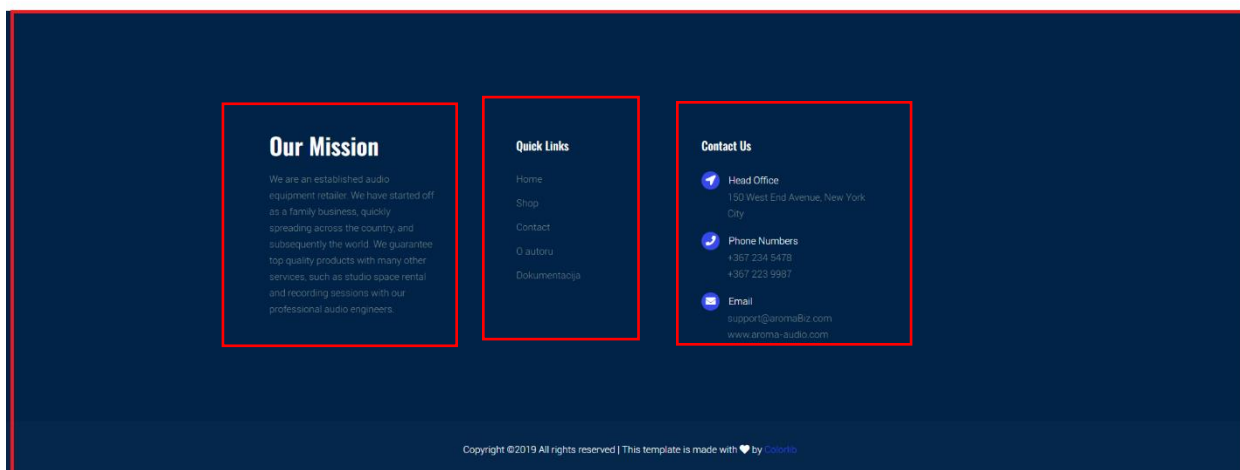 Our Mission
We are an established audio
equipment retailer. We have started off
as a family business, quickly
spreading across the country, and
subsequently the world. We guarantee
top quality products with many other
services, such as studio space rental
and recording sessions with our
professional audio engineers.
Quick Links
Home
Shop
Contact
O autoru
Dokumentacija
Contact Us
Head Office
150 West End Avenue, New York
City
Phone Numbers
+367 234 5478
+367 223 9987
Email
support@aromaBiz.com
www.aroma-audio.com
Copyright ©2019 All rights reserved | This template is made with ♥ by Colorlib